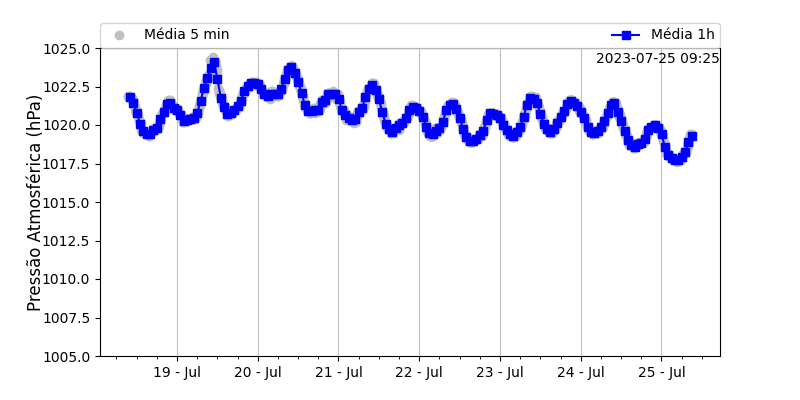 Média 5 min
Média 1h
2023-07-25 09:25
Pressão Atmosférica (hPa)
1025.0
1022.5
1020.0
1017.5
1015.0
1012.5
1010.0
1007.5
1005.0
19 - Jul
20 - Jul
21 - Jul
22 - Jul
23 - Jul
24 - Jul
25 - Jul